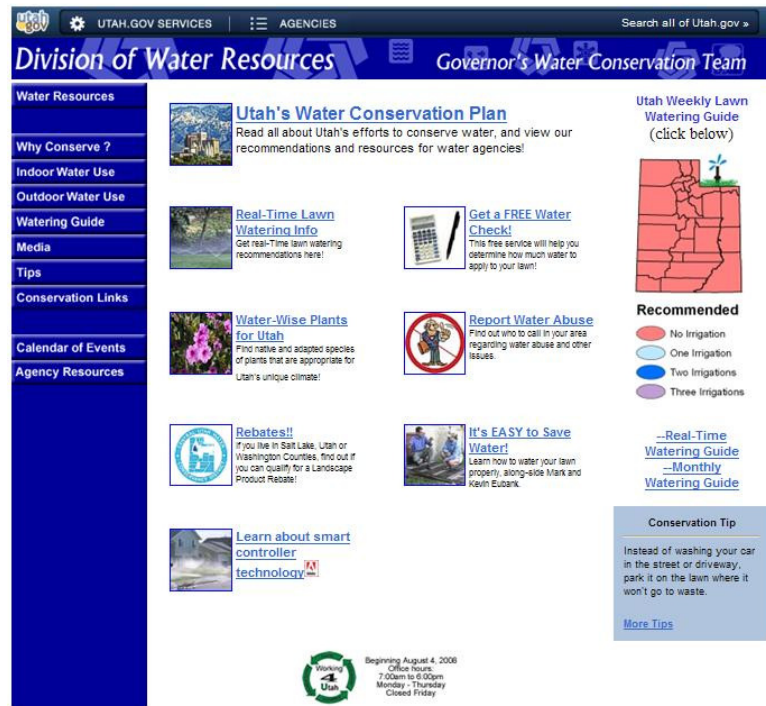 utah
gov
UTAH.GOV SERVICES
AGENCIES
Search all of Utah.gov »
Division of Water Resources
Governor's Water Conservation Team
Water Resources
Why Conserve ?
Indoor Water Use
Outdoor Water Use
Watering Guide
Media
Tips
Conservation Links
Calendar of Events
Agency Resources
Utah's Water Conservation Plan
Read all about Utah's efforts to conserve water, and view our
recommendations and resources for water agencies!
Real-Time Lawn
Watering Info
Get real-Time lawn watering
recommendations here!
Get a FREE Water
Check!
This free service will help you
determine how much water to
apply to your lawn!
Water-Wise Plants
for Utah
Find native and adapted species
of plants that are appropriate for
Utah's unique climate!
Report Water Abuse
Find out who to call in your area
regarding water abuse and other
issues.
Rebates!!
If you live in Salt Lake, Utah or
Washington Counties, find out if
you can qualify for a Landscape
Product Rebate!
It's EASY to Save
Water!
Learn how to water your lawn
properly, along-side Mark and
Kevin Eubank.
Learn about smart
controller
technology
Utah Weekly Lawn
Watering Guide
(click below)
Recommended
No Irrigation
One Irrigation
Two Irrigations
Three Irrigations
--Real-Time
Watering Guide
--Monthly
Watering Guide
Conservation Tip
Instead of washing your car
in the street or driveway,
park it on the lawn where it
won't go to waste.
More Tips
Working
4
Utah
Beginning August 4, 2008
Office hours:
7:00am to 6:00pm
Monday - Thursday
Closed Friday